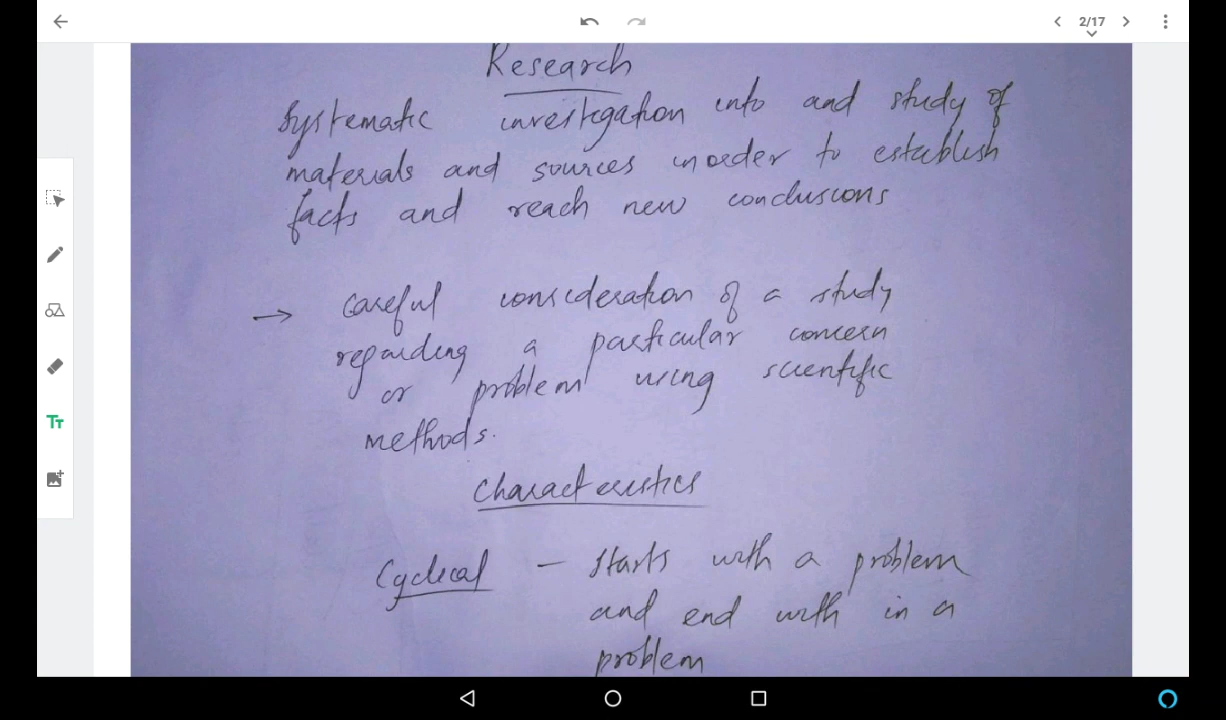 2/17
Research
Systematic investigation into and study of
materials and sources inorder to establish
facts and reach new conclusions
→ Careful consideration of a study
regarding a particular concern
or problem using scientific
methods.
Characteristics
Cyclical – Starts with a problem
and end with in a
problem
TT